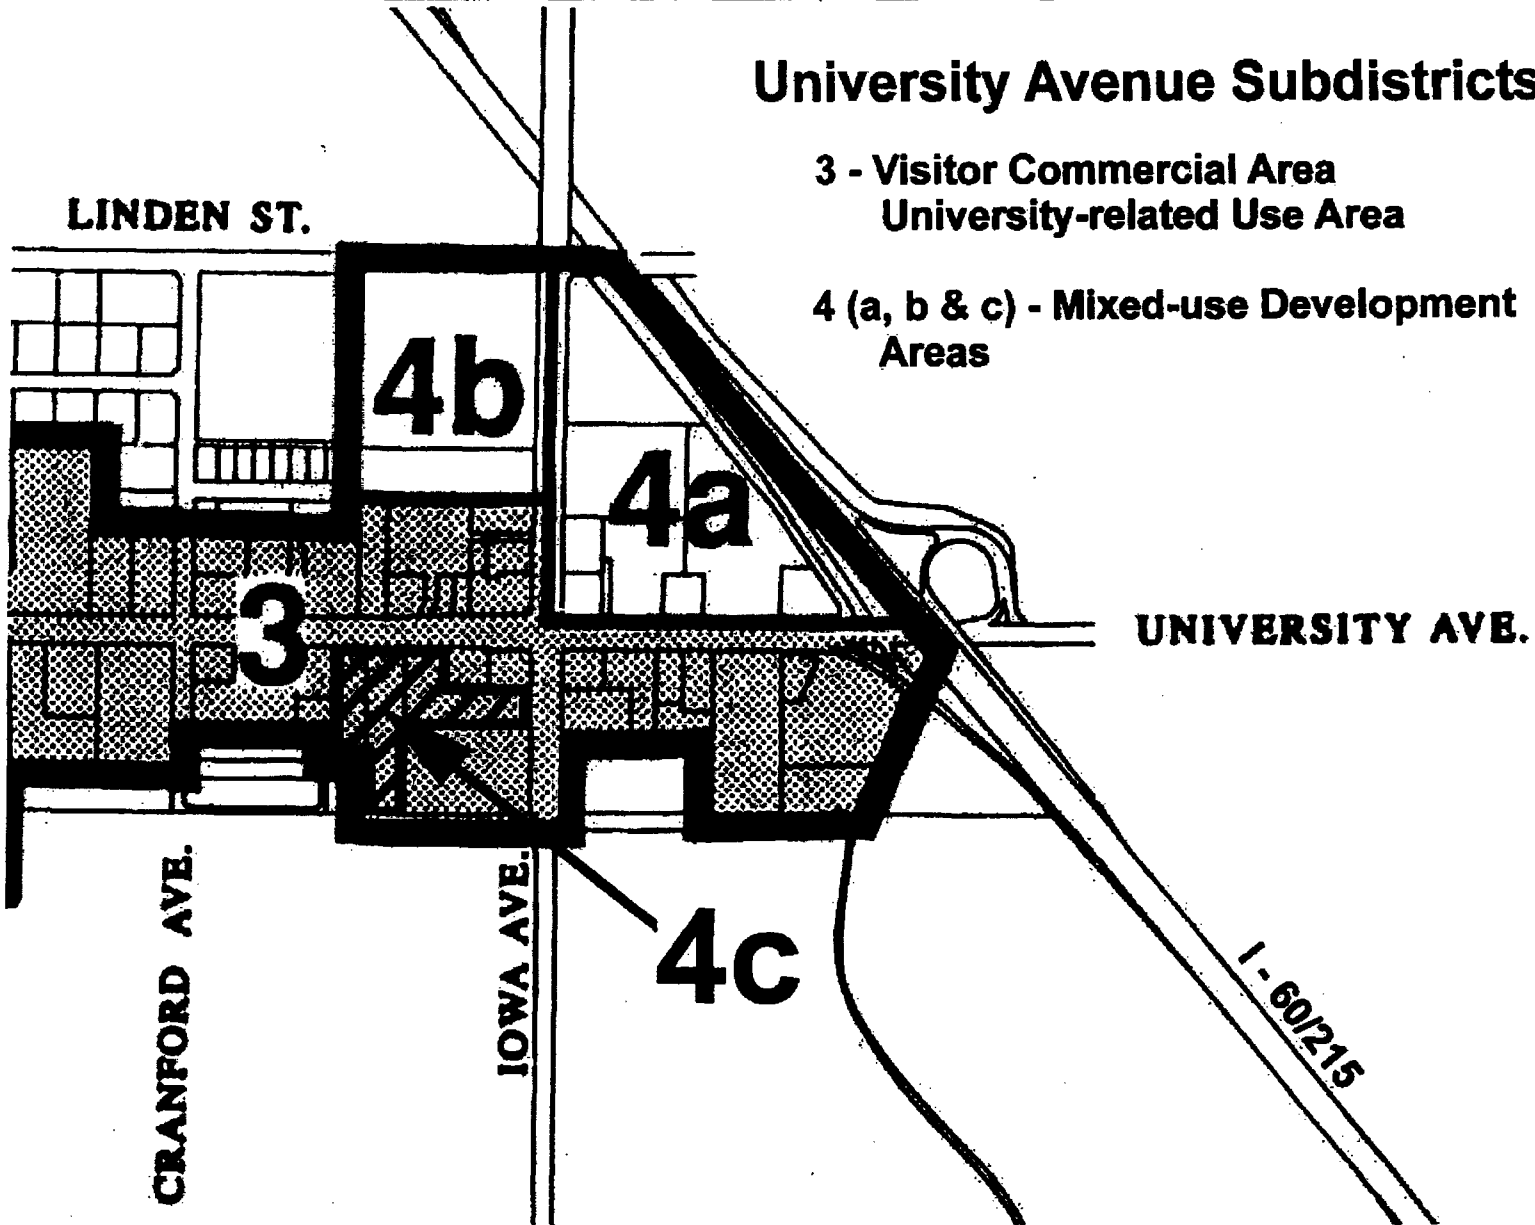 University Avenue Subdistricts
3 - Visitor Commercial Area
University-related Use Area
4 (a, b & c) - Mixed-use Development
Areas
LINDEN ST.
4b
4a
3
UNIVERSITY AVE.
4c
CRANFORD AVE.
IOWA AVE.
I - 60/215